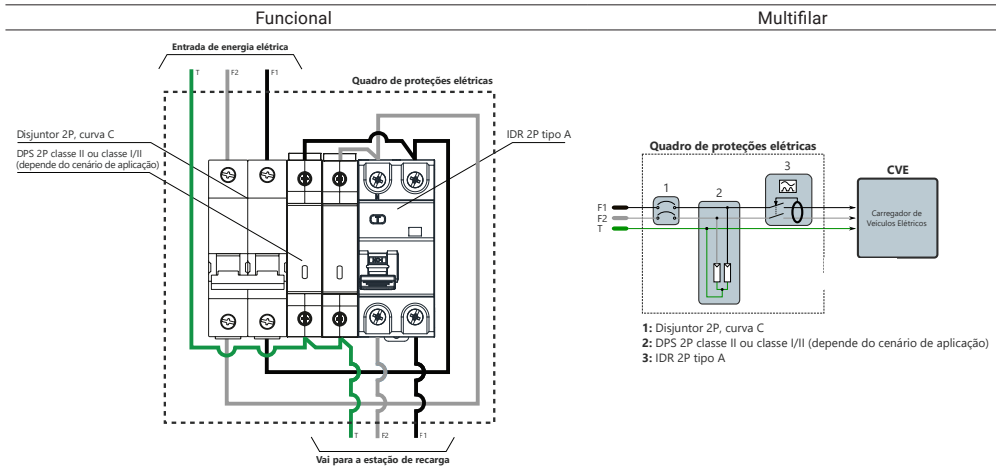 Funcional
Multifilar
Entrada de energia elétrica
T
F2
F1
Quadro de proteções elétricas
Disjuntor 2P, curva C
DPS 2P classe II ou classe I/II
(depende do cenário de aplicação)
IDR 2P tipo A
T
F2
F1
Vai para a estação de recarga
Quadro de proteções elétricas
1
2
3
CVE
F1
F2
T
Carregador de
Veículos Elétricos
1: Disjuntor 2P, curva C
2: DPS 2P classe II ou classe I/II (depende do cenário de aplicação)
3: IDR 2P tipo A